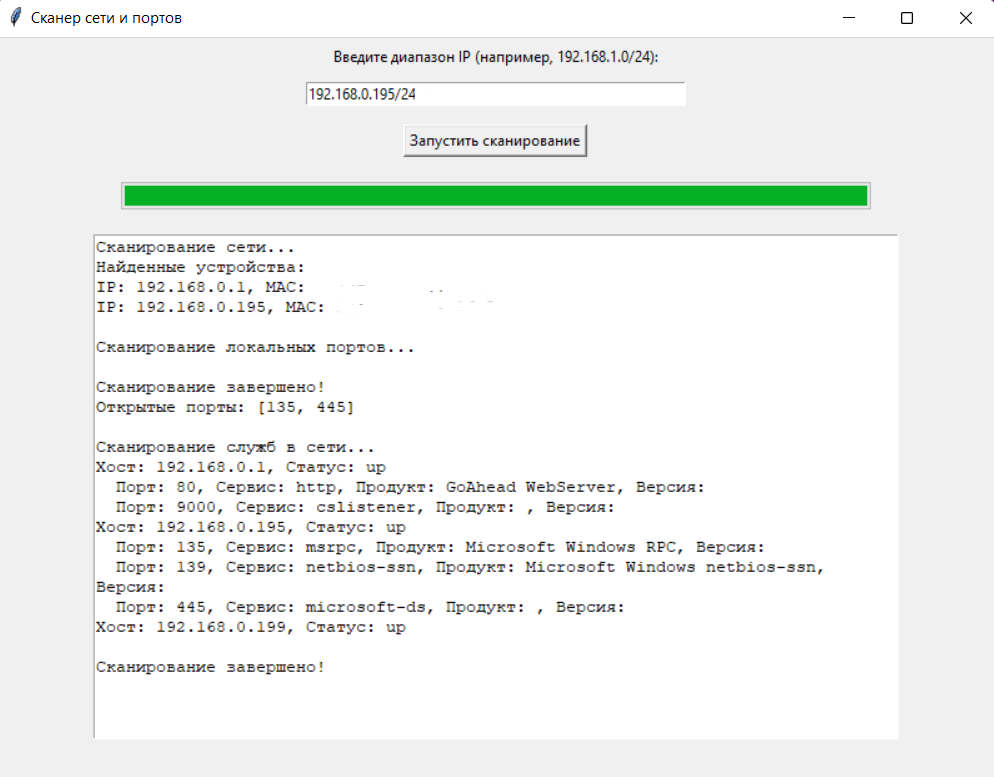 Сканер сети и портов
Введите диапазон IP (например, 192.168.1.0/24):
192.168.0.195/24
Запустить сканирование
Сканирование сети...
Найденные устройства:
IP: 192.168.0.1, MAC:
IP: 192.168.0.195, MAC:
Сканирование локальных портов...
Сканирование завершено!
Открытые порты: [135, 445]
Сканирование служб в сети...
Хост: 192.168.0.1, Статус: up
Порт: 80, Сервис: http, Продукт: GoAhead WebServer, Версия:
Порт: 9000, Сервис: cslistener, Продукт: , Версия:
Хост: 192.168.0.195, Статус: up
Порт: 135, Сервис: msrpc, Продукт: Microsoft Windows RPC, Версия:
Порт: 139, Сервис: netbios-ssn, Продукт: Microsoft Windows netbios-ssn,
Версия:
Порт: 445, Сервис: microsoft-ds, Продукт: , Версия:
Хост: 192.168.0.199, Статус: up
Сканирование завершено!